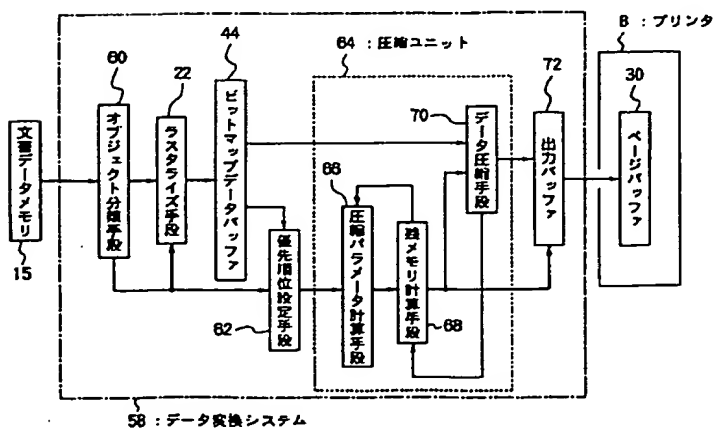 60
オブジェクト分類手段
22
ラスタライズ手段
44
ビットマップデータバッファ
64：圧縮ユニット
70
データ圧縮手段
72
出力バッファ
B：プリンタ
30
ページバッファ
文書データメモリ
15
66
圧縮パラメータ計算手段
残メモリ計算手段
68
優先順位設定手段
62
58：データ変換システム